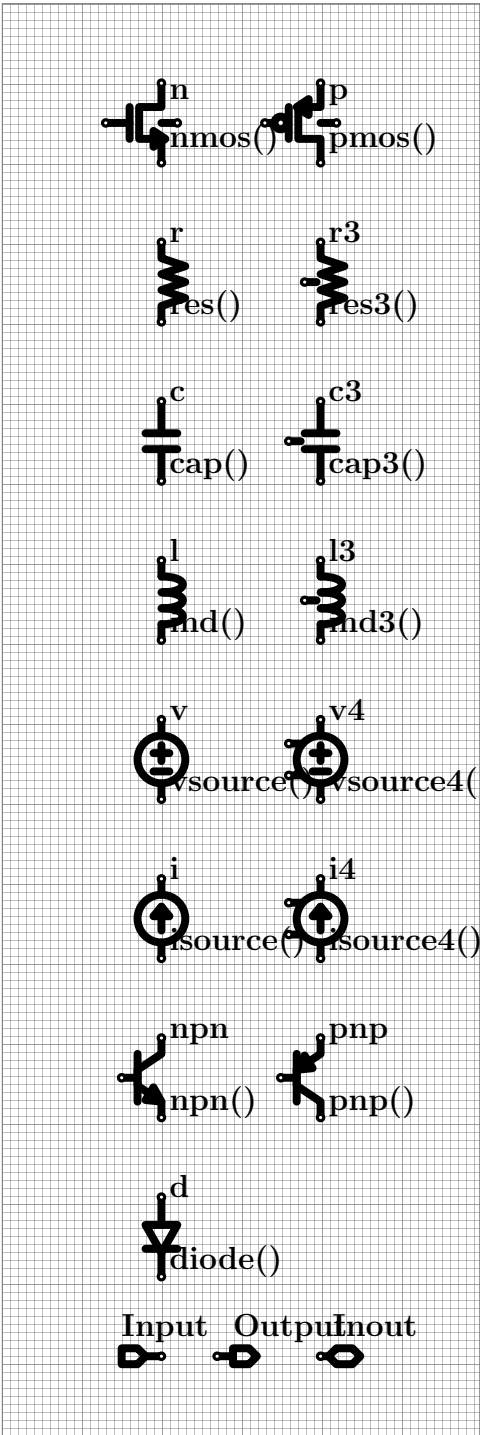 n p
nmos() pmos()
r r3
res() res3()
c c3
cap() cap3()
l l3
ind() ind3()
v v4
vsource() vsource4(
i i4
isource() isource4()
npn pnp
npn() pnp()
d
diode()
Input Output Inout